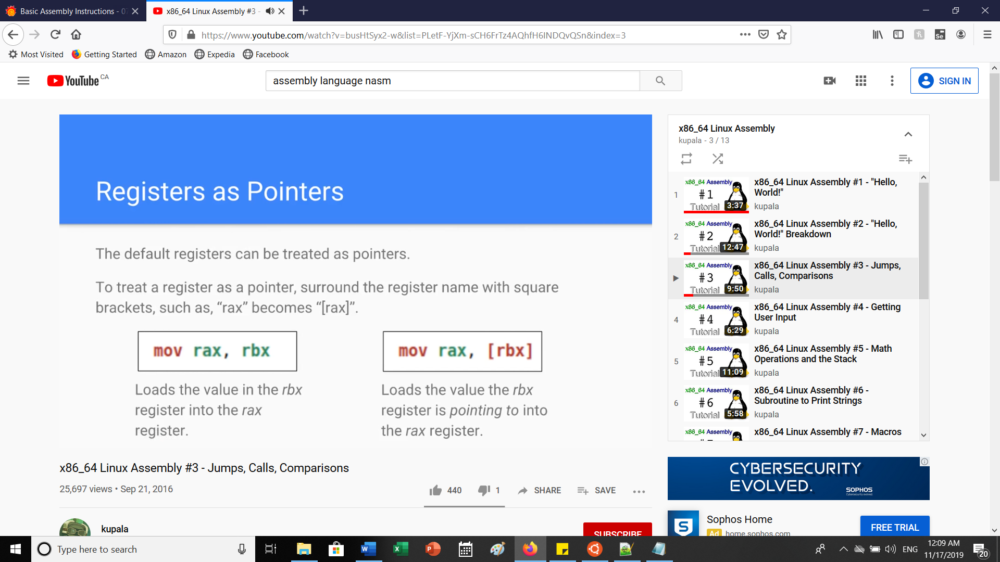 Basic Assembly Instructions - 07
x86_64 Linux Assembly #3 -
https://www.youtube.com/watch?v=busHtSyx2-w&list=PLetF-YjXm-sCH6FrTz4AQhfH6INDQvQSn&index=3
Most Visited Getting Started Amazon Expedia Facebook
YouTube CA
assembly language nasm
SIGN IN
Registers as Pointers
The default registers can be treated as pointers.
To treat a register as a pointer, surround the register name with square
brackets, such as, “rax” becomes “[rax]”.
mov rax, rbx
Loads the value in the rbx
register into the rax
register.
mov rax, [rbx]
Loads the value the rbx
register is pointing to into
the rax register.
x86_64 Linux Assembly #3 - Jumps, Calls, Comparisons
25,697 views • Sep 21, 2016
440 1 SHARE SAVE
kupala
SUBSCRIBE
x86_64 Linux Assembly
kupala - 3 / 13
1
x86_64 Assembly
#1
Tutorial 3:37
x86_64 Linux Assembly #1 - "Hello,
World!"
kupala
2
x86_64 Assembly
#2
Tutorial 12:47
x86_64 Linux Assembly #2 - "Hello,
World!" Breakdown
kupala
x86_64 Assembly
#3
Tutorial 9:50
x86_64 Linux Assembly #3 - Jumps,
Calls, Comparisons
kupala
4
x86_64 Assembly
#4
Tutorial 6:29
x86_64 Linux Assembly #4 - Getting
User Input
kupala
5
x86_64 Assembly
#5
Tutorial 11:09
x86_64 Linux Assembly #5 - Math
Operations and the Stack
kupala
6
x86_64 Assembly
#6
Tutorial 5:58
x86_64 Linux Assembly #6 -
Subroutine to Print Strings
kupala
x86_64 Assembly
x86_64 Linux Assembly #7 - Macros
CYBERSECURITY
EVOLVED.
SOPHOS
Cybersecurity evolved.
Sophos Home
Ad home.sophos.com
FREE TRIAL
Type here to search
ENG
12:09 AM
11/17/2019
20